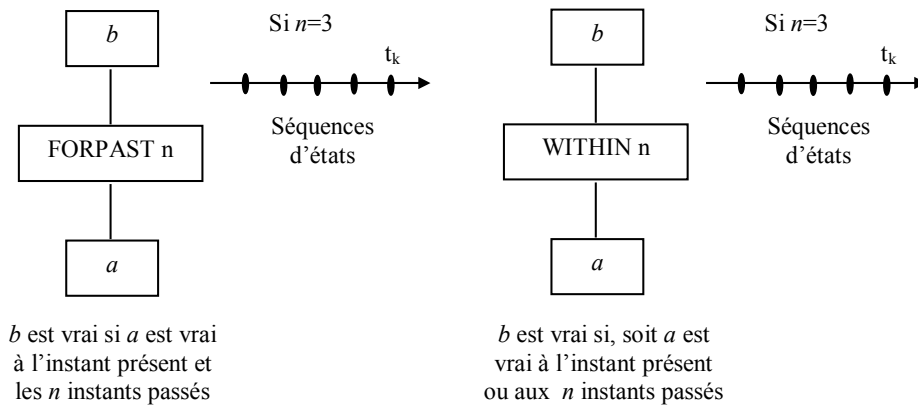 b
Si n=3
t_k
FORPAST n
Séquences
d'états
a
b est vrai si a est vrai
à l'instant présent et
les n instants passés
b
Si n=3
t_k
WITHIN n
Séquences
d'états
a
b est vrai si, soit a est
vrai à l'instant présent
ou aux n instants passés